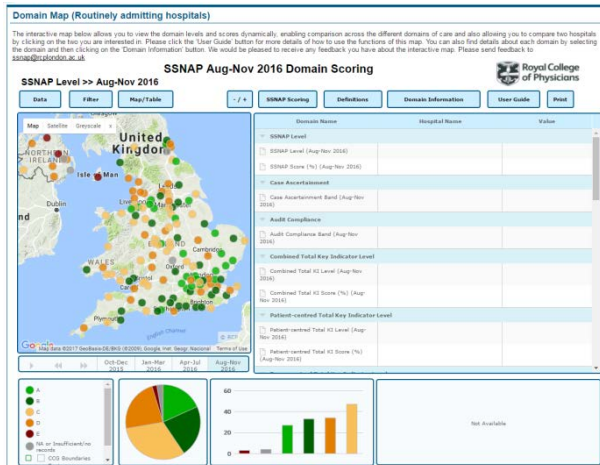 Domain Map (Routinely admitting hospitals)
The interactive map below allows you to view the domain levels and scores dynamically, enabling comparison across the different domains of care and also allowing you to compare two hospitals
by clicking on the two you are interested in. Please click the 'User Guide' button for more details of how to use the functions of this map. You can also find details about each domain by selecting
the domain and then clicking on the 'Domain Information' button. We would be pleased to receive any feedback you have about the interactive map. Please send feedback to
ssnap@rcplondon.ac.uk
SSNAP Aug-Nov 2016 Domain Scoring
Royal College
of Physicians
SSNAP Level >> Aug-Nov 2016
Data Filter Map/Table - / + SSNAP Scoring Definitions Domain Information User Guide Print
Map Satellite Greyscale
United
Kingdom
NORTHERN
IRELAND
Isle of Man
Dublin
WALES
Cambridge
Oxford
Brighton
Plymouth
English Channel
Google
Map data ©2017 GeoBasis-DE/BKG (©2009), Google, Inst. Geogr. Nacional Terms of Use
Oct-Dec 2015 Jan-Mar 2016 Apr-Jul 2016 Aug-Nov 2016
Domain Name Hospital Name Value
SSNAP Level
SSNAP Level (Aug-Nov 2016)
SSNAP Score (%) (Aug-Nov 2016)
Case Ascertainment
Case Ascertainment Band (Aug-Nov
2016)
Audit Compliance
Audit Compliance Band (Aug-Nov
2016)
Combined Total Key Indicator Level
Combined Total KI Level (Aug-Nov
2016)
Combined Total KI Score (%) (Aug-
Nov 2016)
Patient-centred Total Key Indicator Level
Patient-centred Total KI Level (Aug-
Nov 2016)
Patient-centred Total KI Score (%)
(Aug-Nov 2016)
A
B
C
D
E
NA or Insufficient/no
records
CCG Boundaries
60
40
20
0
Not Available